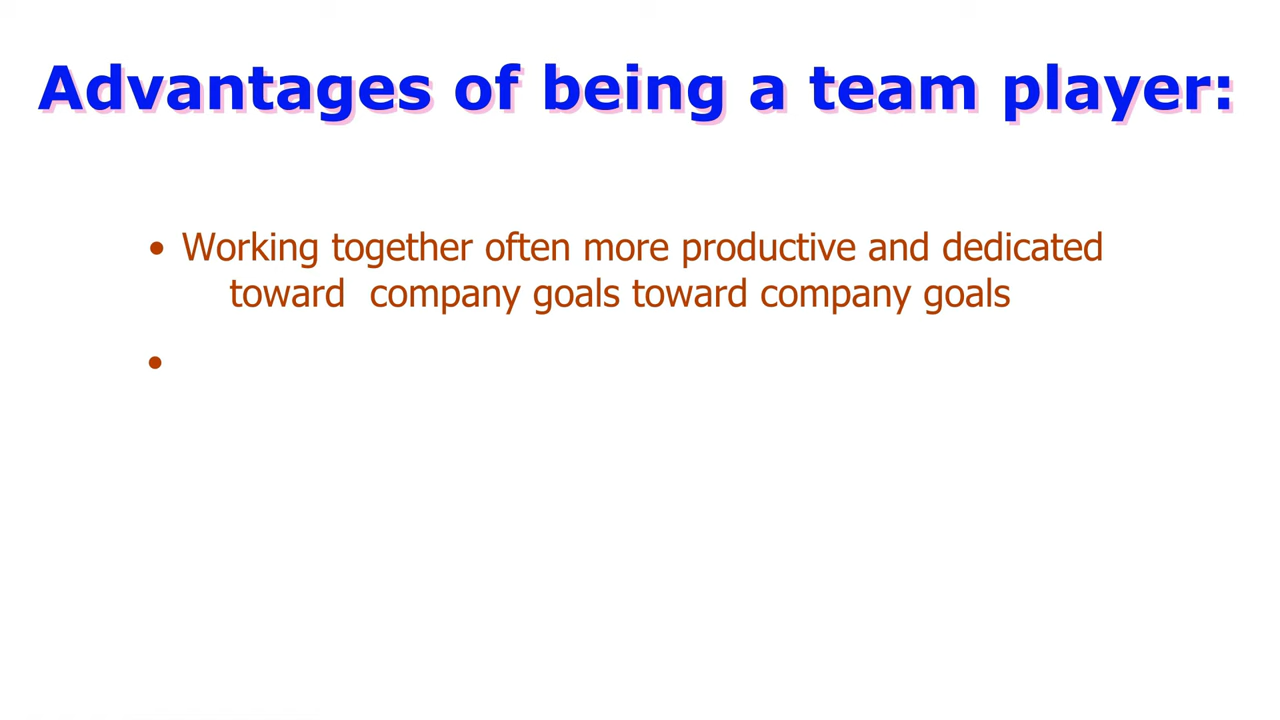 Advantages of being a team player:
• Working together often more productive and dedicated
toward  company goals toward company goals
•